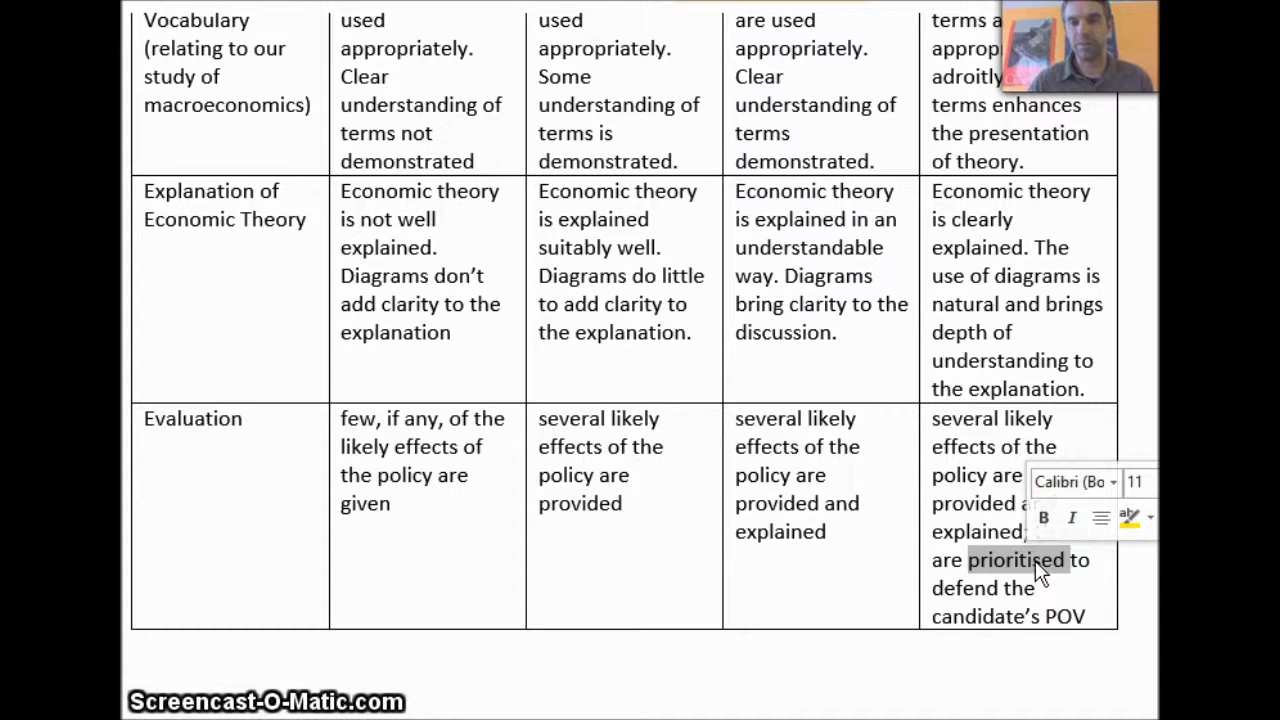 Vocabulary
(relating to our
study of
macroeconomics)
used
appropriately.
Clear
understanding of
terms not
demonstrated
used
appropriately.
Some
understanding of
terms is
demonstrated.
are used
appropriately.
Clear
understanding of
terms
demonstrated.
terms
adroitly
terms enhances
the presentation
of theory.
Explanation of
Economic Theory
Economic theory
is not well
explained.
Diagrams don't
add clarity to the
explanation
Economic theory
is explained
suitably well.
Diagrams do little
to add clarity to
the explanation.
Economic theory
is explained in an
understandable
way. Diagrams
bring clarity to the
discussion.
Economic theory
is clearly
explained. The
use of diagrams is
natural and brings
depth of
understanding to
the explanation.
Evaluation
few, if any, of the
likely effects of
the policy are
given
several likely
effects of the
policy are
provided
several likely
effects of the
policy are
provided and
explained
several likely
effects of the
policy are
provided
explained;
are prioritised to
defend the
candidate's POV
Calibri (Bo
11
B I ab
Screencast-O-Matic.com